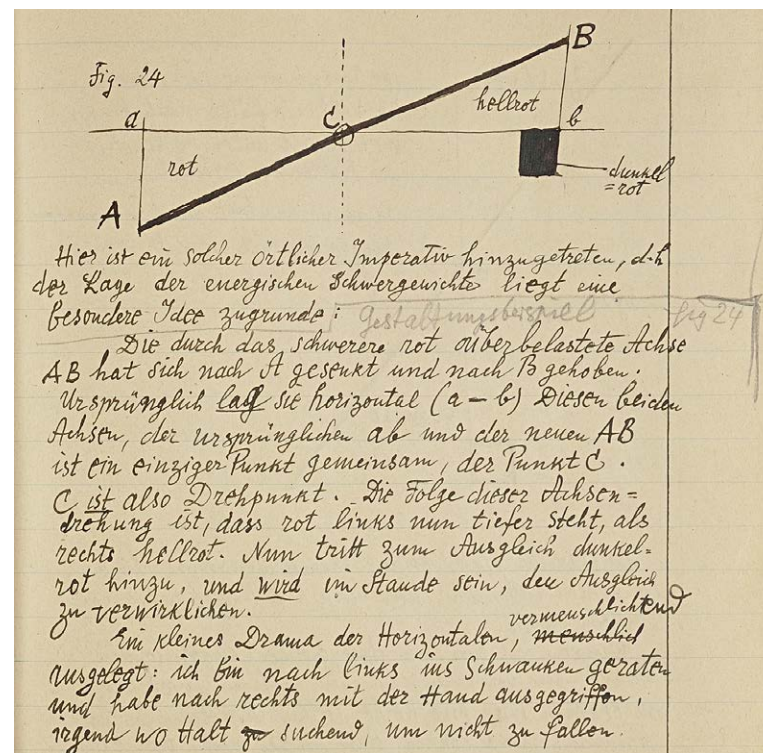 Fig. 24
B
hellrot
a
C
b
rot
dunkel
=rot
A
Hier ist ein solcher örtlicher Imperativ hinzugetreten, d.h
der Lage der energischen Schwergewichte liegt eine
besondere Idee zugrunde: Gestaltungsbeispiel fig 24
Die durch das schwerere rot überbelastete Achse
AB hat sich nach A gesenkt und nach B gehoben.
Ursprünglich lag sie horizontal (a – b) Diesen beiden
Achsen, der ursprünglichen ab und der neuen AB
ist ein einziger Punkt gemeinsam, der Punkt C.
C ist also Drehpunkt. Die Folge dieser Achsen=
drehung ist, dass rot links nun tiefer steht, als
rechts hellrot. Nun tritt zum Ausgleich dunkel=
rot hinzu, und wird im Stande sein, den Ausgleich
zu verwirklichen.
Ein kleines Drama der Horizontalen, menschlich vermenschlichend
ausgelegt: ich bin nach links ins Schwanken geraten
und habe nach rechts mit der Hand ausgegriffen,
irgend wo Halt zu suchend, um nicht zu fallen.